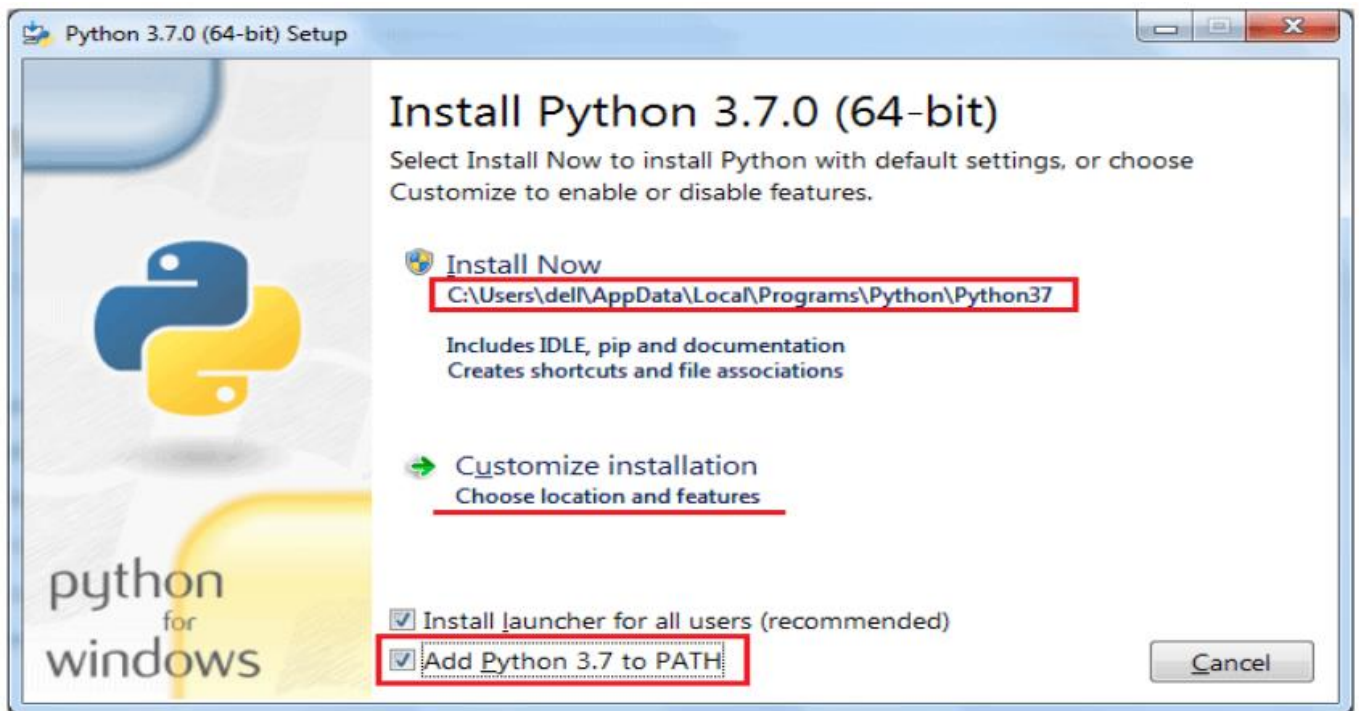 Python 3.7.0 (64-bit) Setup
Install Python 3.7.0 (64-bit)
Select Install Now to install Python with default settings, or choose
Customize to enable or disable features.
Install Now
C:\Users\dell\AppData\Local\Programs\Python\Python37
Includes IDLE, pip and documentation
Creates shortcuts and file associations
Customize installation
Choose location and features
python
for
windows
Install launcher for all users (recommended)
Add Python 3.7 to PATH
Cancel